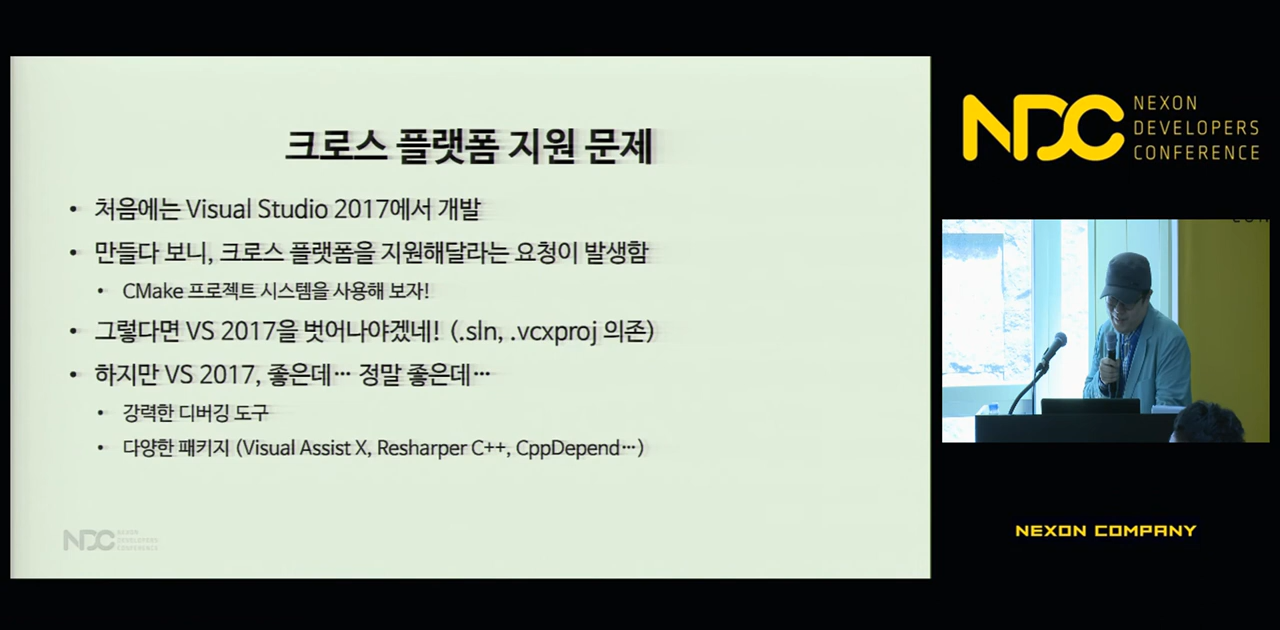 크로스 플랫폼 지원 문제
• 처음에는 Visual Studio 2017에서 개발
• 만들다 보니, 크로스 플랫폼을 지원해달라는 요청이 발생함
• CMake 프로젝트 시스템을 사용해 보자!
• 그렇다면 VS 2017을 벗어나야겠네! (.sln, .vcxproj 의존)
• 하지만 VS 2017, 좋은데… 정말 좋은데…
• 강력한 디버깅 도구
• 다양한 패키지 (Visual Assist X, Resharper C++, CppDepend…)
NDC NEXON
DEVELOPERS
CONFERENCE
NDC
NEXON
DEVELOPERS
CONFERENCE
NEXON COMPANY